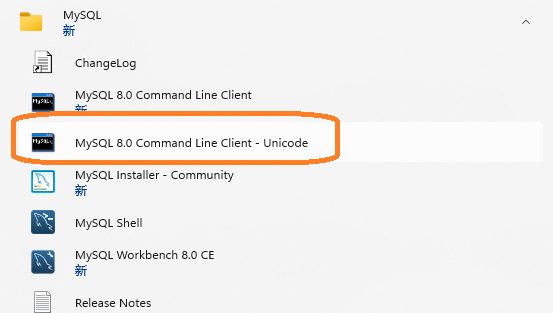 MySQL
新
ChangeLog
MySQL 8.0 Command Line Client
新
MySQL 8.0 Command Line Client - Unicode
MySQL Installer - Community
新
MySQL Shell
MySQL Workbench 8.0 CE
新
Release Notes